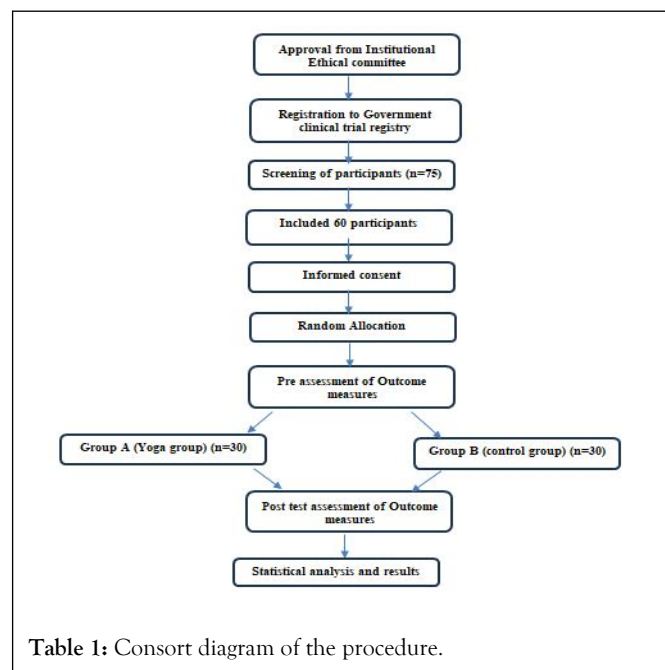 Approval from Institutional
Ethical committee
Registration to Government
clinical trial registry
Screening of participants (n=75)
Included 60 participants
Informed consent
Random Allocation
Pre assessment of Outcome
measures
Group A (Yoga group) (n=30)
Group B (control group) (n=30)
Post test assessment of Outcome
measures
Statistical analysis and results
Table 1: Consort diagram of the procedure.